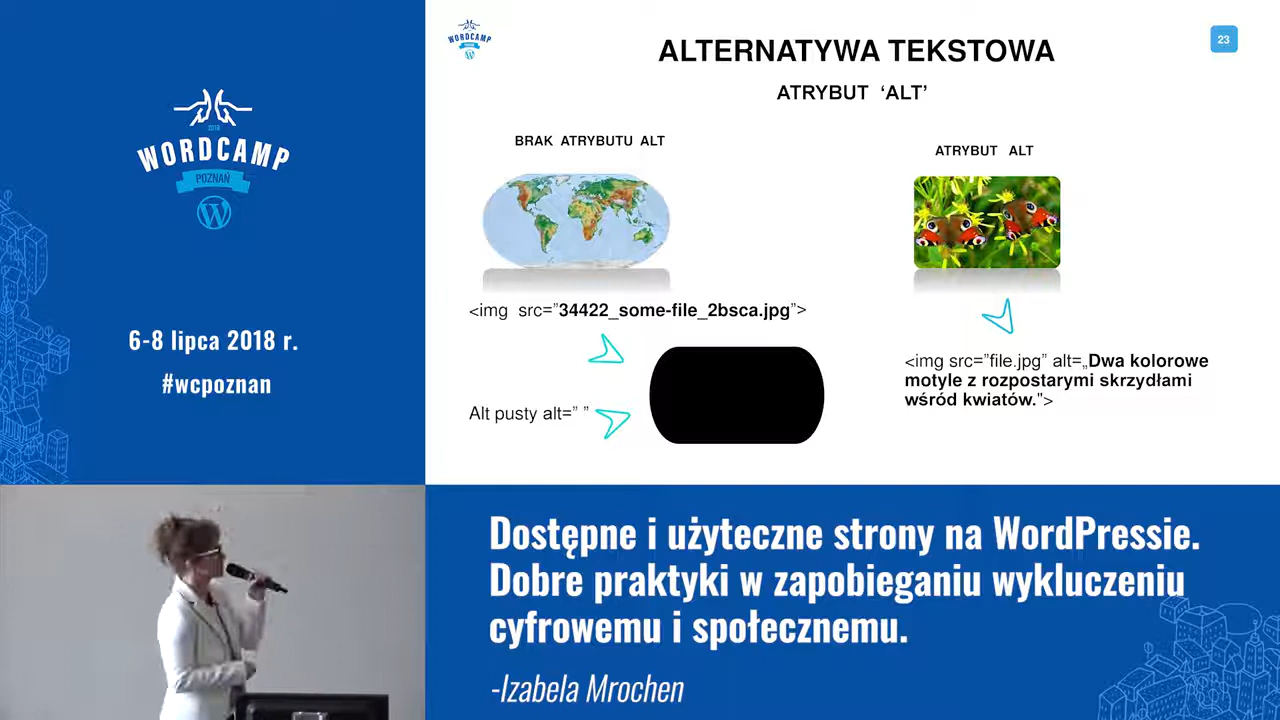 2018
WORDCAMP
POZNAŃ
6-8 lipca 2018 r.
#wcpoznan
WORDCAMP
23
ALTERNATYWA TEKSTOWA
ATRYBUT ‘ALT’
BRAK ATRYBUTU ALT
<img src=”34422_some-file_2bsca.jpg”>
Alt pusty alt=” ”
ATRYBUT ALT
<img src=”file.jpg” alt=„Dwa kolorowe
motyle z rozpostarymi skrzydłami
wśród kwiatów.”>
Dostępne i użyteczne strony na WordPressie.
Dobre praktyki w zapobieganiu wykluczeniu
cyfrowemu i społecznemu.
-Izabela Mrochen